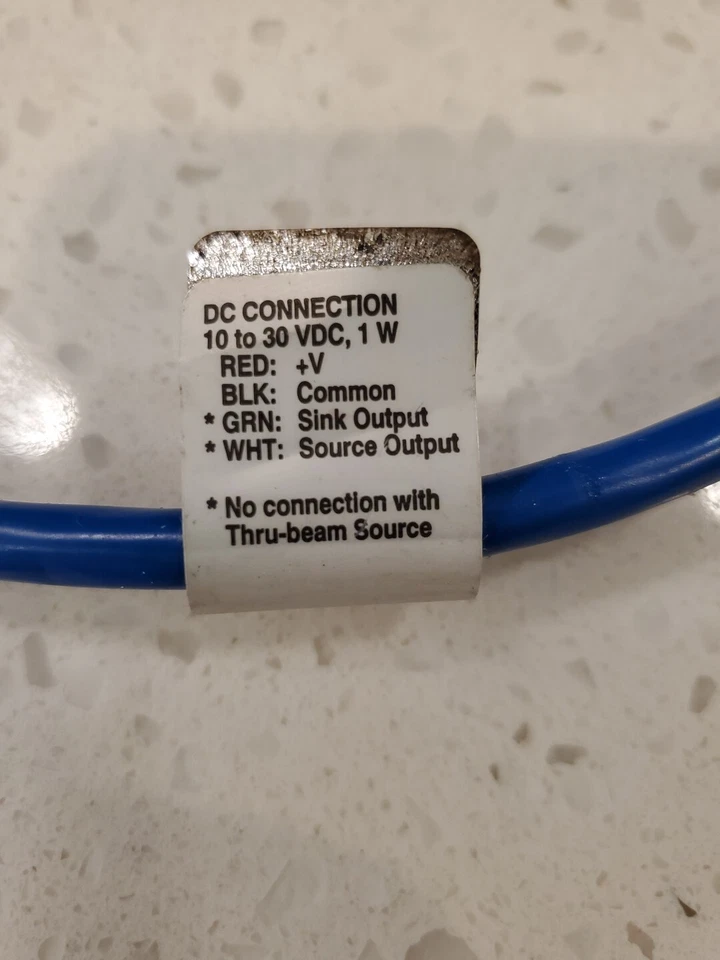 DC CONNECTION
10 to 30 VDC, 1 W
RED: +V
BLK: Common
* GRN: Sink Output
* WHT: Source Output
* No connection with
Thru-beam Source